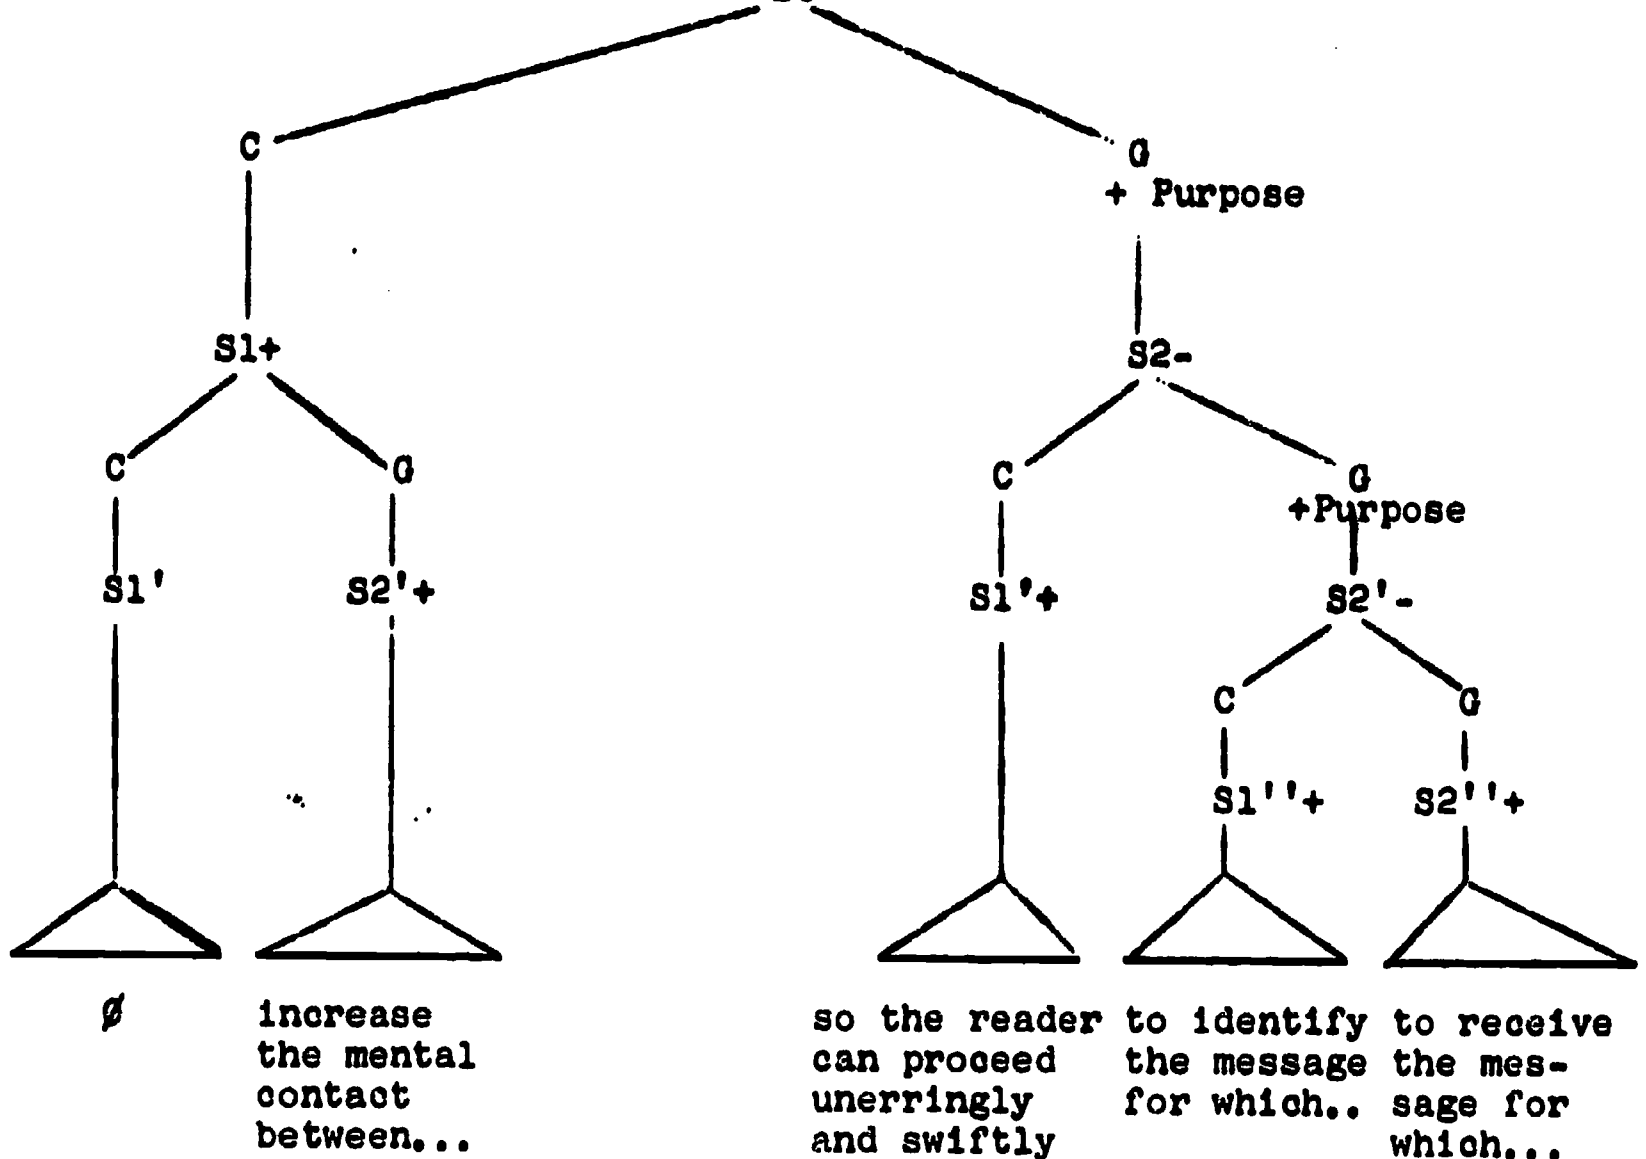 C
G
+ Purpose
S1+
S2-
C
G
C
G
+Purpose
S1'
S2'+
S1'+
S2'-
C
G
S1''+
S2''+
ø
increase
the mental
contact
between...
so the reader
can proceed
unerringly
and swiftly
to identify
the message
for which..
to receive
the mes-
sage for
which...